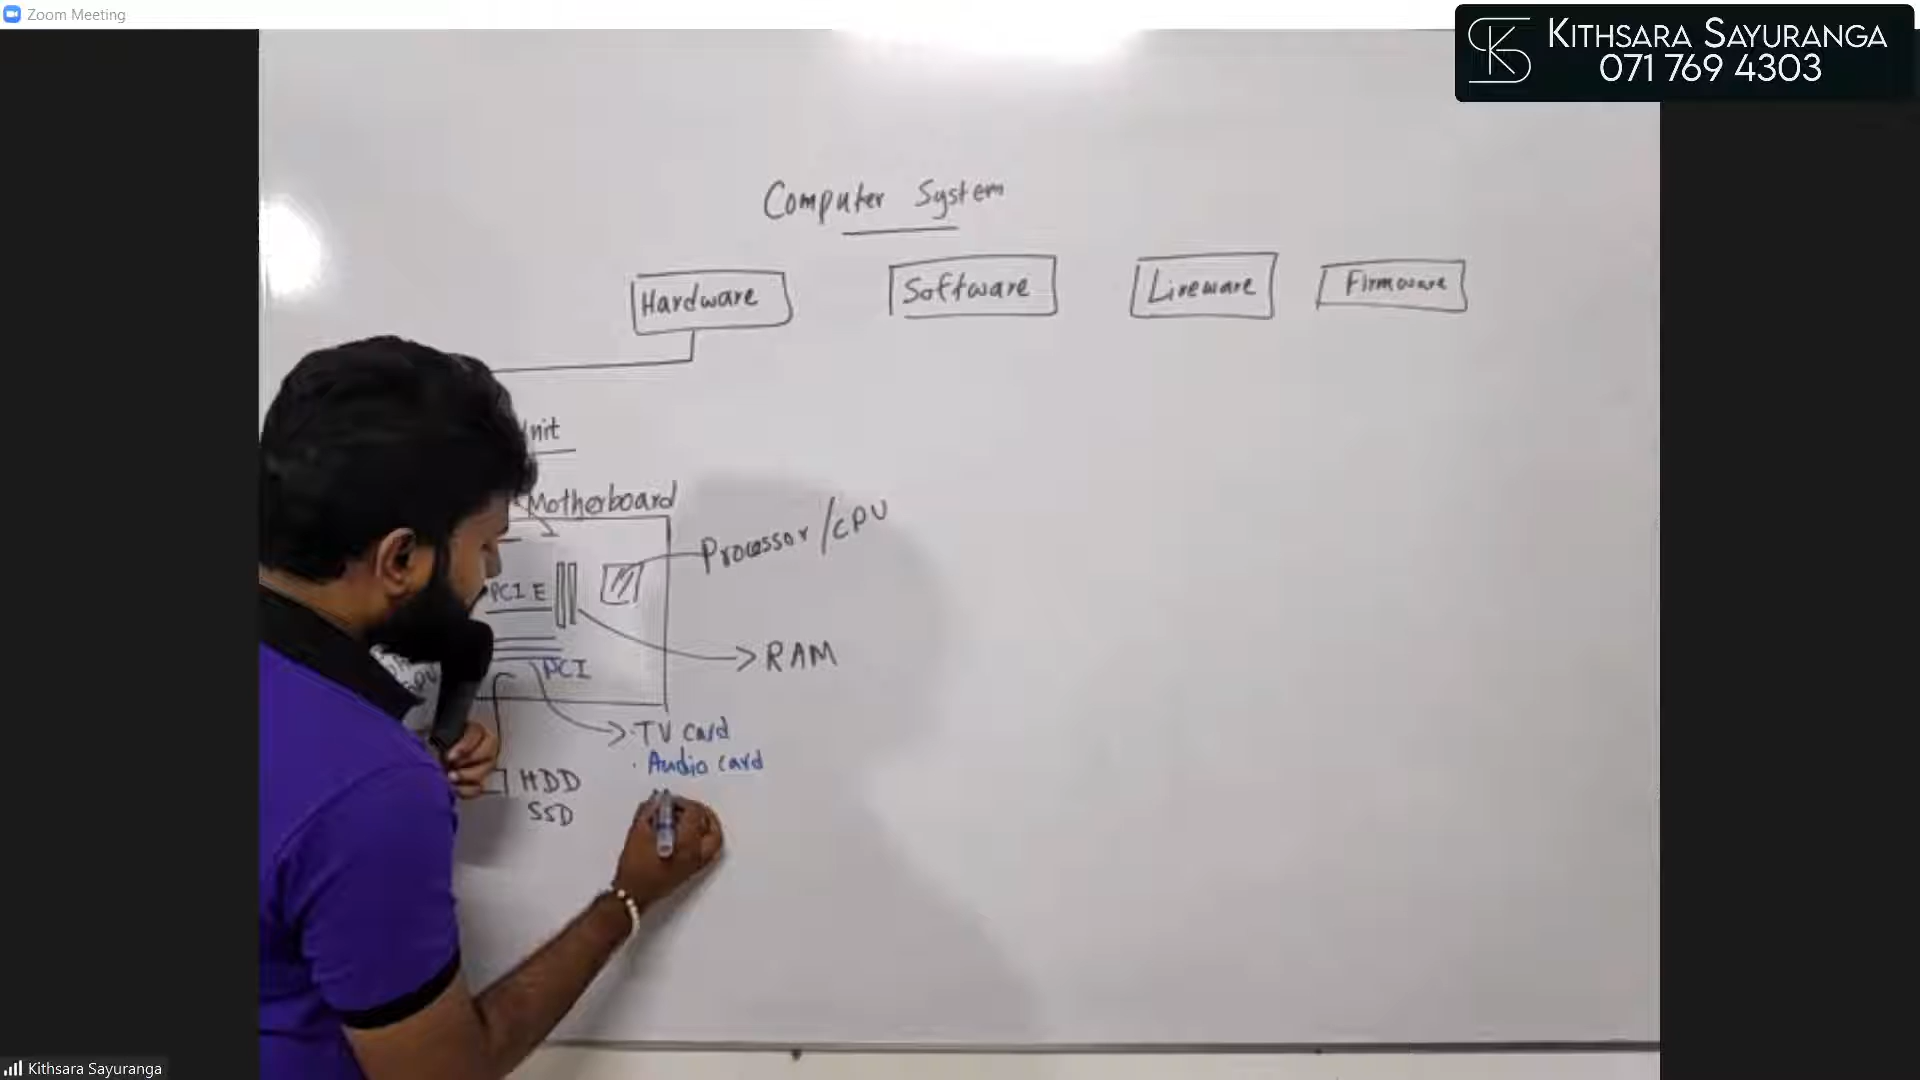 Zoom Meeting
KITHSARA SAYURANGA
071 769 4303
Computer System
Hardware
Software
Liveware
Firmware
Unit
Motherboard
Processor/CPU
PCI E
RAM
PCI
TV card
Audio card
HDD
SSD
Kithsara Sayuranga